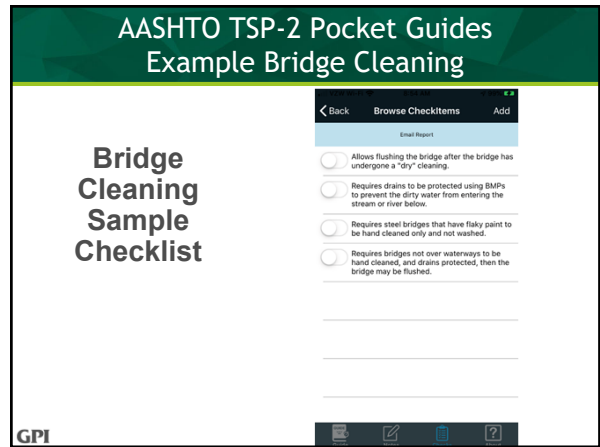 AASHTO TSP-2 Pocket Guides
Example Bridge Cleaning
Bridge
Cleaning
Sample
Checklist
Back Browse CheckItems Add
Email Report
Allows flushing the bridge after the bridge has
undergone a "dry" cleaning.
Requires drains to be protected using BMPs
to prevent the dirty water from entering the
stream or river below.
Requires steel bridges that have flaky paint to
be hand cleaned only and not washed.
Requires bridges not over waterways to be
hand cleaned, and drains protected, then the
bridge may be flushed.
GPI